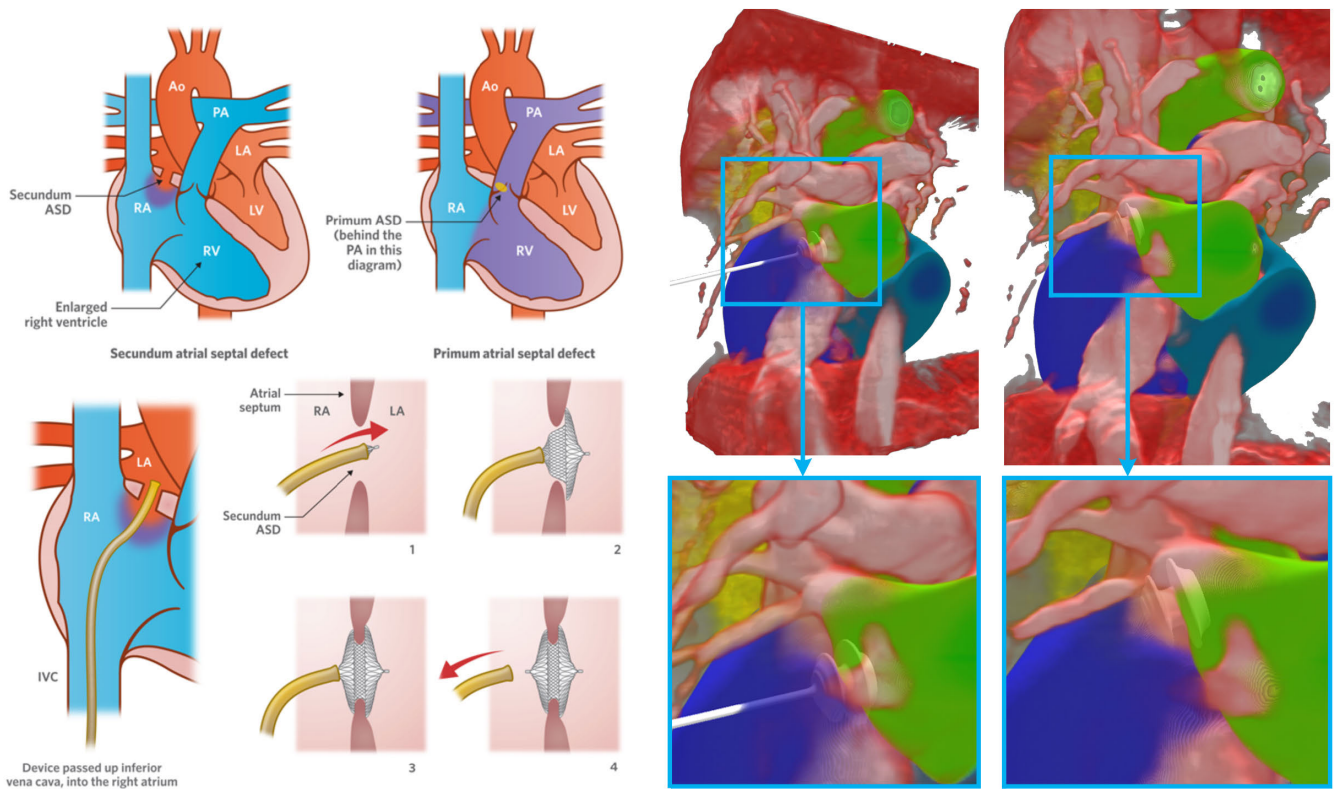 Ao
PA
LA
Secundum
ASD
RA
LV
RV
Enlarged
right ventricle
Secundum atrial septal defect
Ao
PA
LA
RA
LV
Primum ASD
(behind the
PA in this
diagram)
RV
Primum atrial septal defect
LA
RA
IVC
Device passed up inferior
vena cava, into the right atrium
Atrial
septum
RA
LA
Secundum
ASD
1
2
3
4